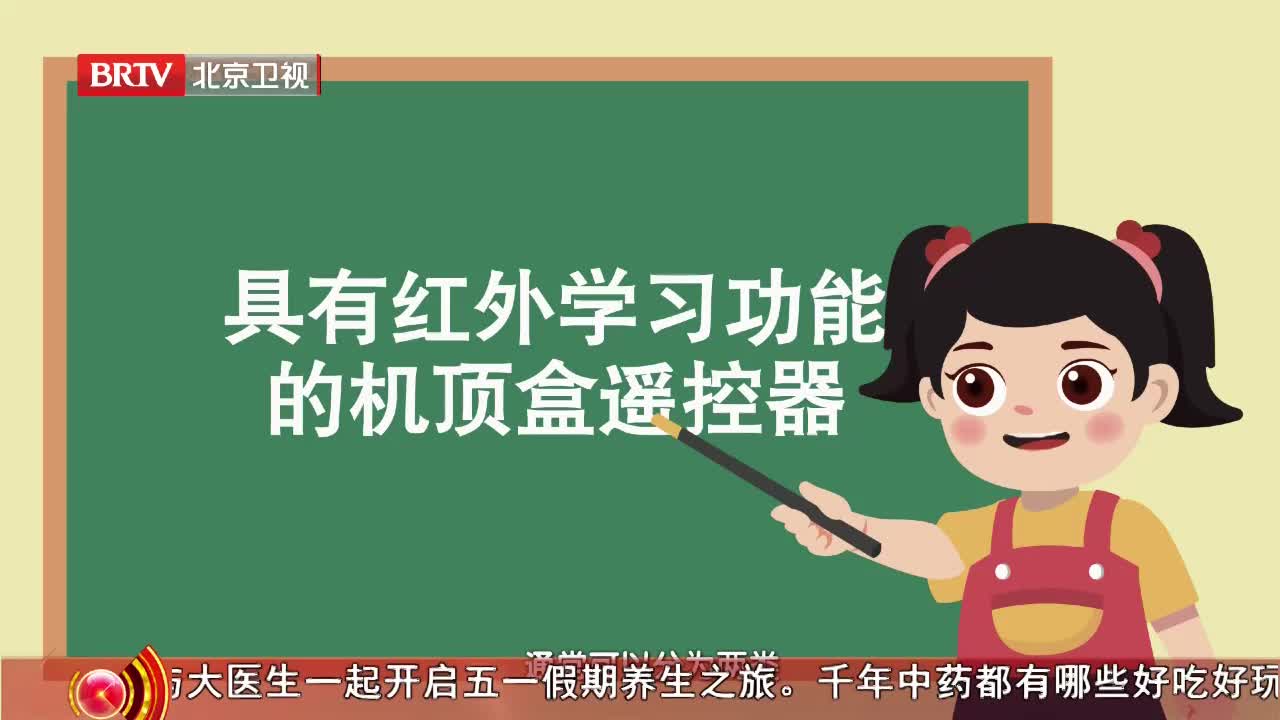 BRTV 北京卫视
具有红外学习功能
的机顶盒遥控器
通常可以分为两类
与大医生一起开启五一假期养生之旅。千年中药都有哪些好吃好玩